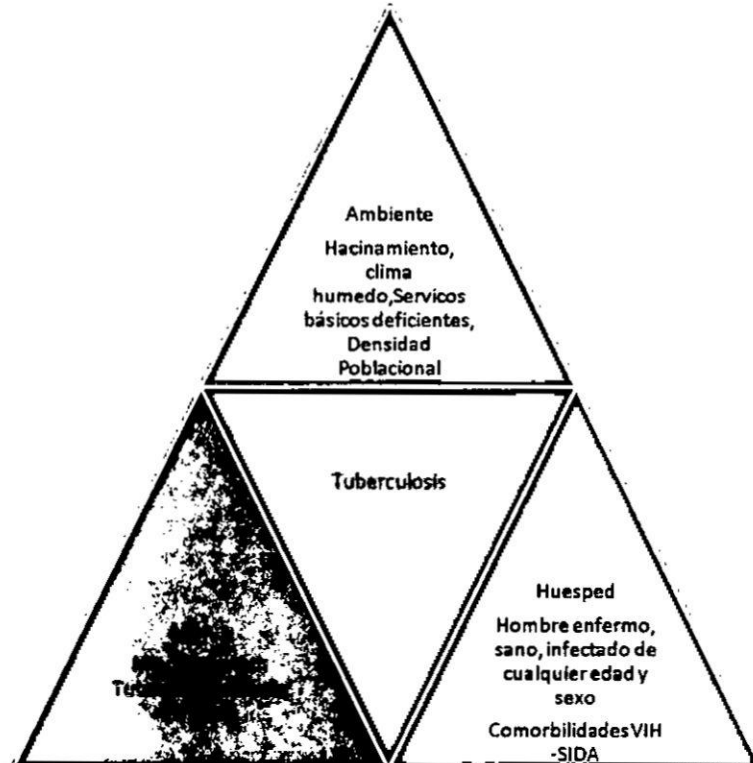 Ambiente
Hacinamiento,
clima
humedo,Servicos
básicos deficientes,
Densidad
Poblacional
Tuberculosis
Huesped
Hombre enfermo,
sano, infectado de
cualquier edad y
sexo
Comorbilidades VIH
-SIDA